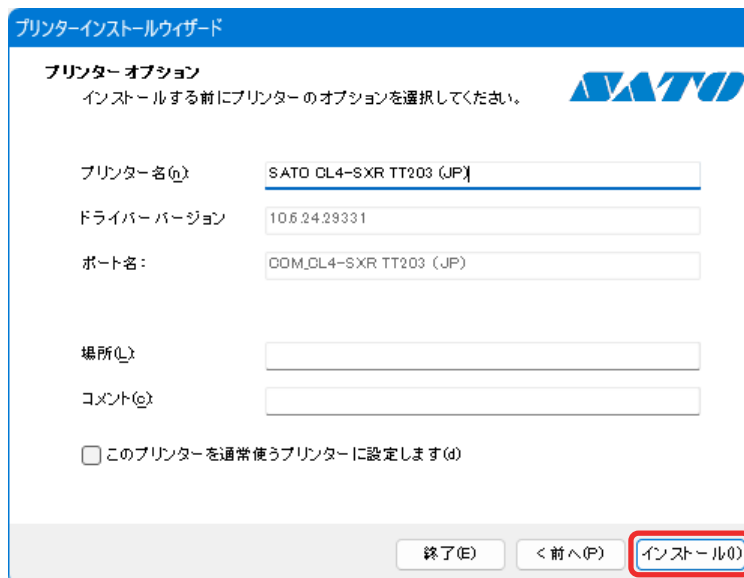 プリンターインストールウィザード
プリンター オプション
インストールする前にプリンターのオプションを選択してください。
SATO
プリンター名(n):
SATO CL4-SXR TT203 (JP)
ドライバー バージョン
10.6.24.29331
ポート名:
COM_CL4-SXR TT203 (JP)
場所(L):
コメント(c):
このプリンターを通常使うプリンターに設定します(d)
終了(E)
< 前へ(P)
インストール(I)